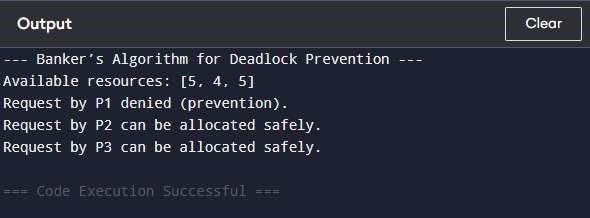 Output
Clear
--- Banker’s Algorithm for Deadlock Prevention ---
Available resources: [5, 4, 5]
Request by P1 denied (prevention).
Request by P2 can be allocated safely.
Request by P3 can be allocated safely.
=== Code Execution Successful ===